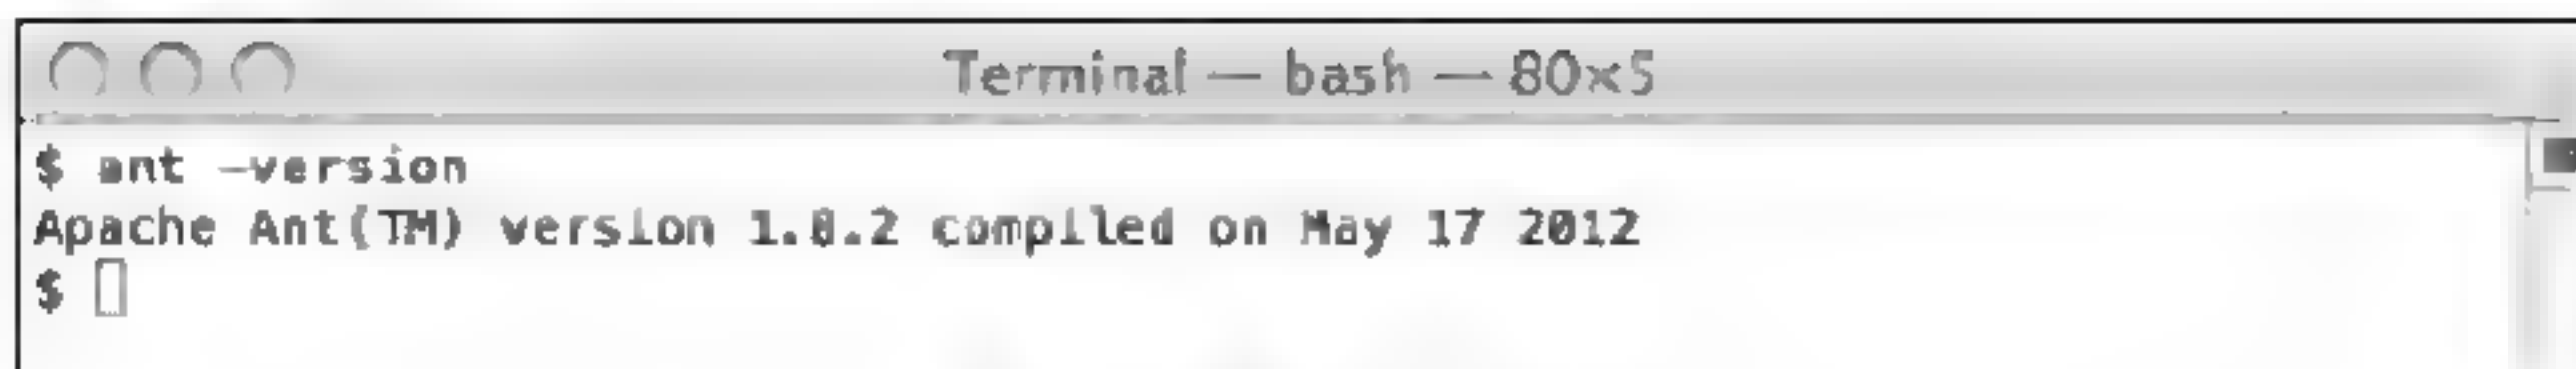 Terminal — bash — 80×5
$ ant -version
Apache Ant(TM) version 1.8.2 compiled on May 17 2012
$